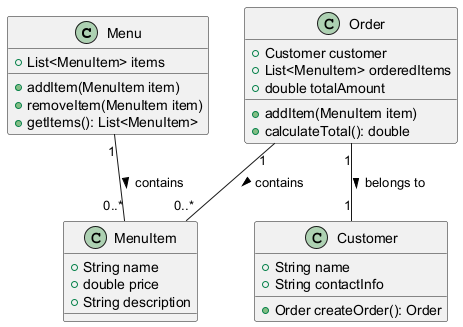 C Menu
List<MenuItem> items
addItem(MenuItem item)
removeItem(MenuItem item)
getItems(): List<MenuItem>
C Order
Customer customer
List<MenuItem> orderedItems
double totalAmount
addItem(MenuItem item)
calculateTotal(): double
1
contains
0..*
1
contains
0..*
1
belongs to
1
C MenuItem
String name
double price
String description
C Customer
String name
String contactInfo
Order createOrder(): Order